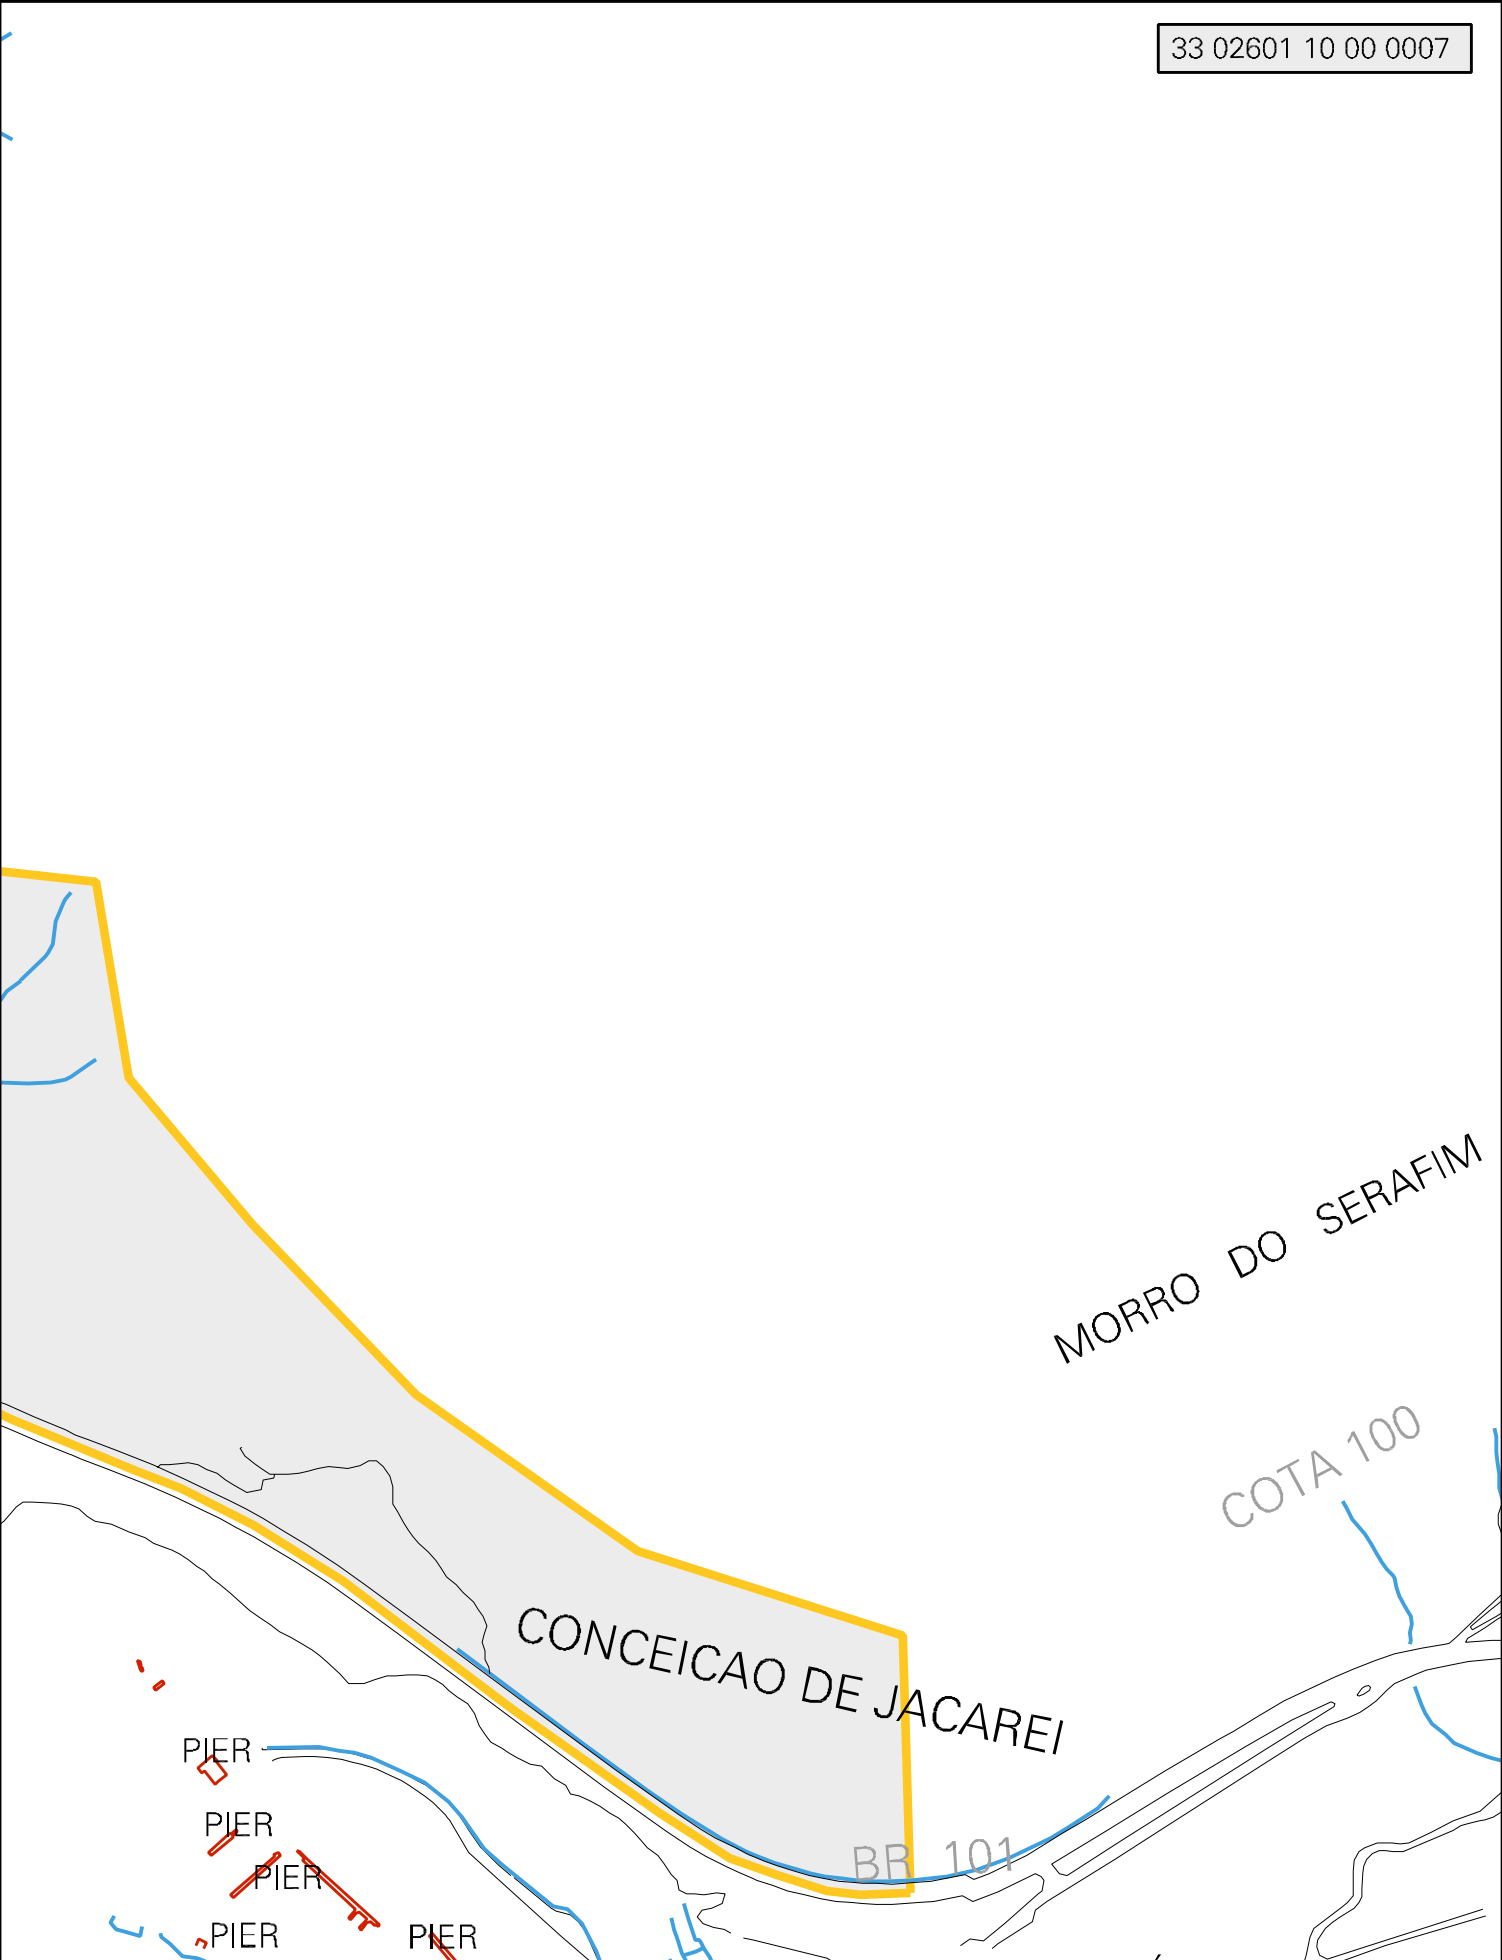 33 02601 10 00 0007
MORRO DO SERAFIM
COTA 100
CONCEICAO DE JACAREI
PIER
PIER
BR 101
PIER
PIER
PIER